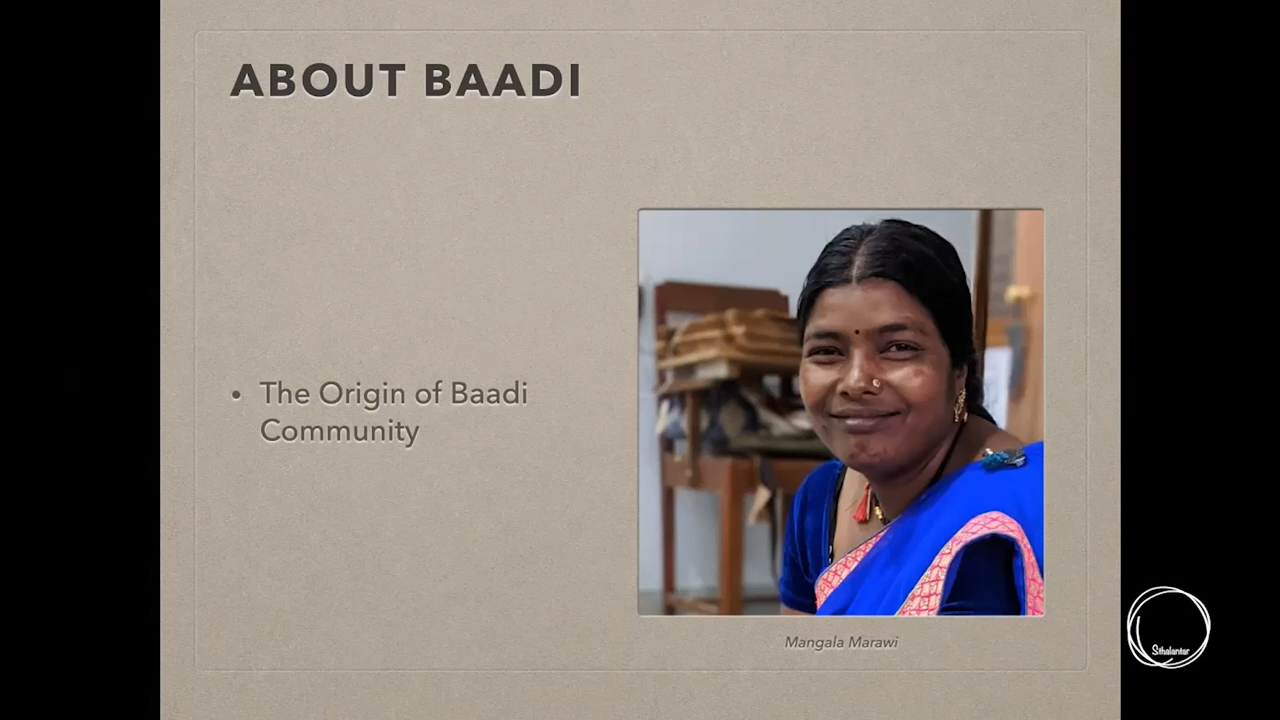 ABOUT BAADI
• The Origin of Baadi
Community
Mangala Marawi
Sthalantar